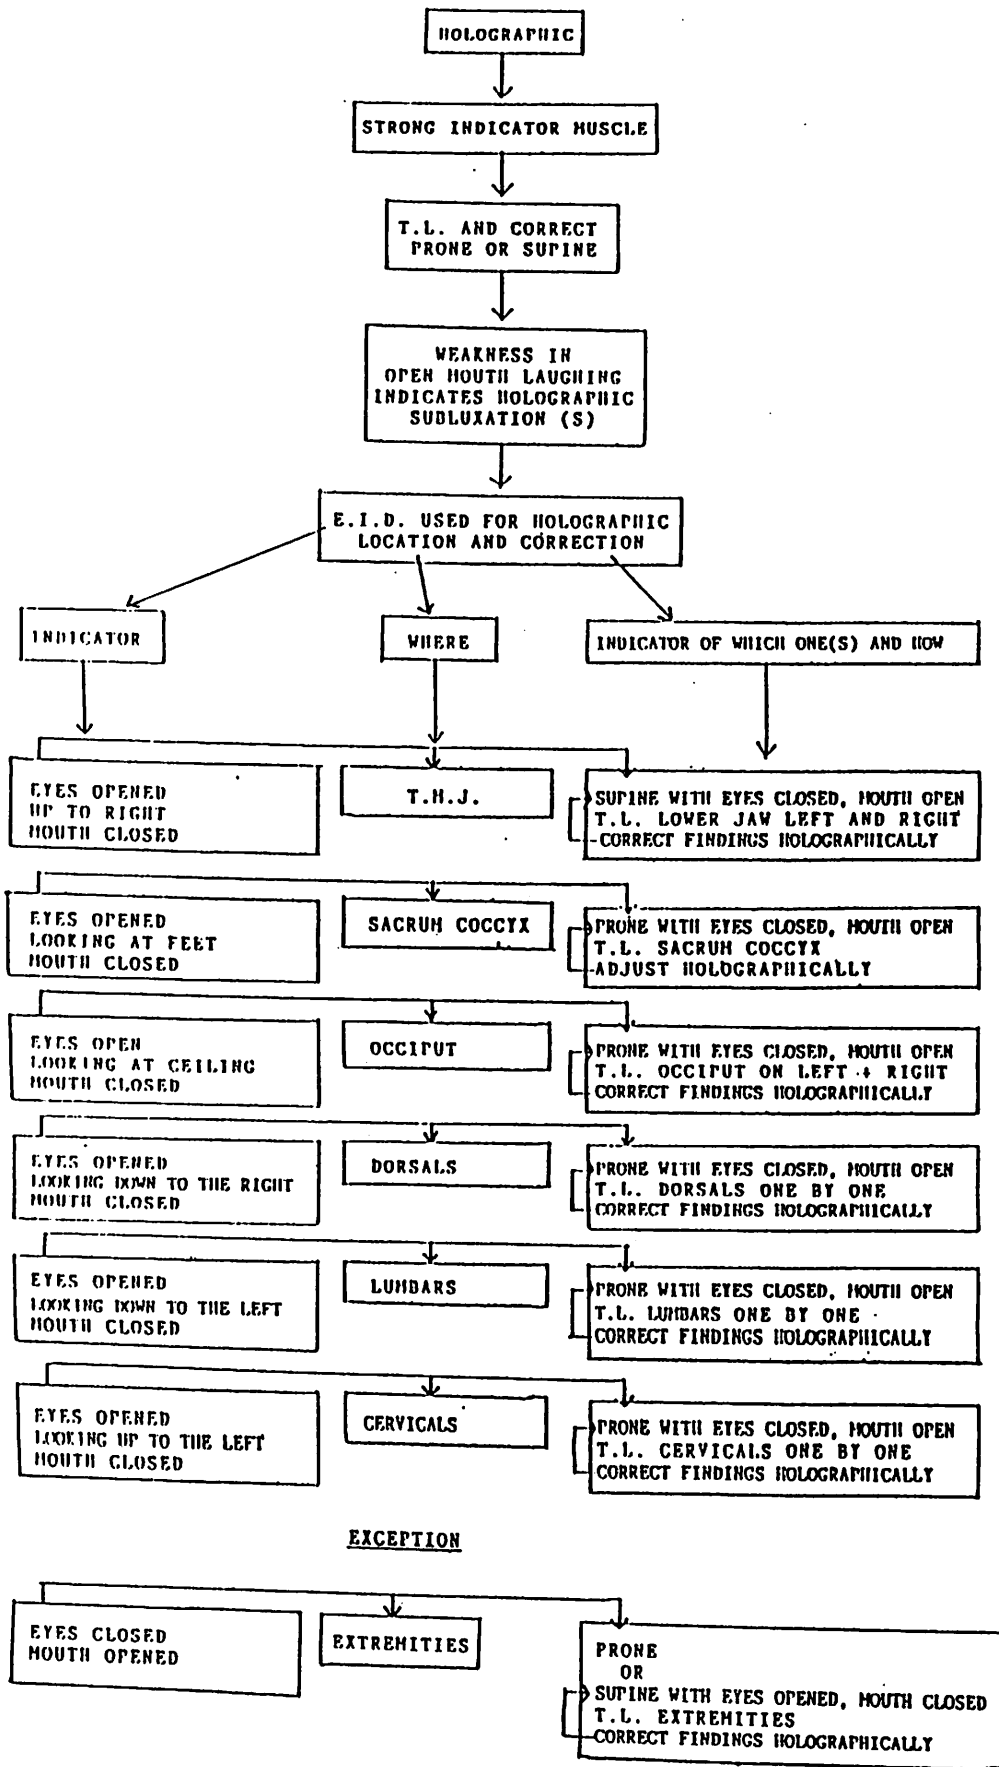 HOLOGRAPHIC
STRONG INDICATOR MUSCLE
T.L. AND CORRECT
PRONE OR SUPINE
WEAKNESS IN
OPEN MOUTH LAUGHING
INDICATES HOLOGRAPHIC
SUBLUXATION (S)
E.I.D. USED FOR HOLOGRAPHIC
LOCATION AND CORRECTION
INDICATOR
WHERE
INDICATOR OF WHICH ONE(S) AND HOW
EYES OPENED
UP TO RIGHT
MOUTH CLOSED
T.M.J.
SUPINE WITH EYES CLOSED, MOUTH OPEN
T.L. LOWER JAW LEFT AND RIGHT
CORRECT FINDINGS HOLOGRAPHICALLY
EYES OPENED
LOOKING AT FEET
MOUTH CLOSED
SACRUM COCCYX
PRONE WITH EYES CLOSED, MOUTH OPEN
T.L. SACRUM COCCYX
ADJUST HOLOGRAPHICALLY
EYES OPEN
LOOKING AT CEILING
MOUTH CLOSED
OCCIPUT
PRONE WITH EYES CLOSED, MOUTH OPEN
T.L. OCCIPUT ON LEFT + RIGHT
CORRECT FINDINGS HOLOGRAPHICALLY
EYES OPENED
LOOKING DOWN TO THE RIGHT
MOUTH CLOSED
DORSALS
PRONE WITH EYES CLOSED, MOUTH OPEN
T.L. DORSALS ONE BY ONE
CORRECT FINDINGS HOLOGRAPHICALLY
EYES OPENED
LOOKING DOWN TO THE LEFT
MOUTH CLOSED
LUMBARS
PRONE WITH EYES CLOSED, MOUTH OPEN
T.L. LUMBARS ONE BY ONE
CORRECT FINDINGS HOLOGRAPHICALLY
EYES OPENED
LOOKING UP TO THE LEFT
MOUTH CLOSED
CERVICALS
PRONE WITH EYES CLOSED, MOUTH OPEN
T.L. CERVICALS ONE BY ONE
CORRECT FINDINGS HOLOGRAPHICALLY
EXCEPTION
EYES CLOSED
MOUTH OPENED
EXTREMITIES
PRONE
OR
SUPINE WITH EYES OPENED, MOUTH CLOSED
T.L. EXTREMITIES
CORRECT FINDINGS HOLOGRAPHICALLY